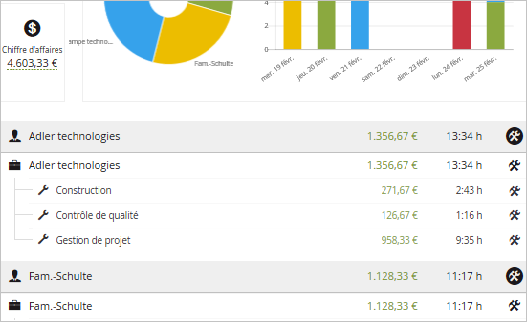 Chiffre d'affaires
4.603,33 €
ampe techno...
Fam.-Schulte
4
2
0
mer. 19 févr.
jeu. 20 févr.
ven. 21 févr.
sam. 22 févr.
dim. 23 févr.
lun. 24 févr.
mar. 25 févr.
Adler technologies 1.356,67 € 13:34 h
Adler technologies 1.356,67 € 13:34 h
Construction 271,67 € 2:43 h
Contrôle de qualité 126,67 € 1:16 h
Gestion de projet 958,33 € 9:35 h
Fam.-Schulte 1.128,33 € 11:17 h
Fam.-Schulte 1.128,33 € 11:17 h